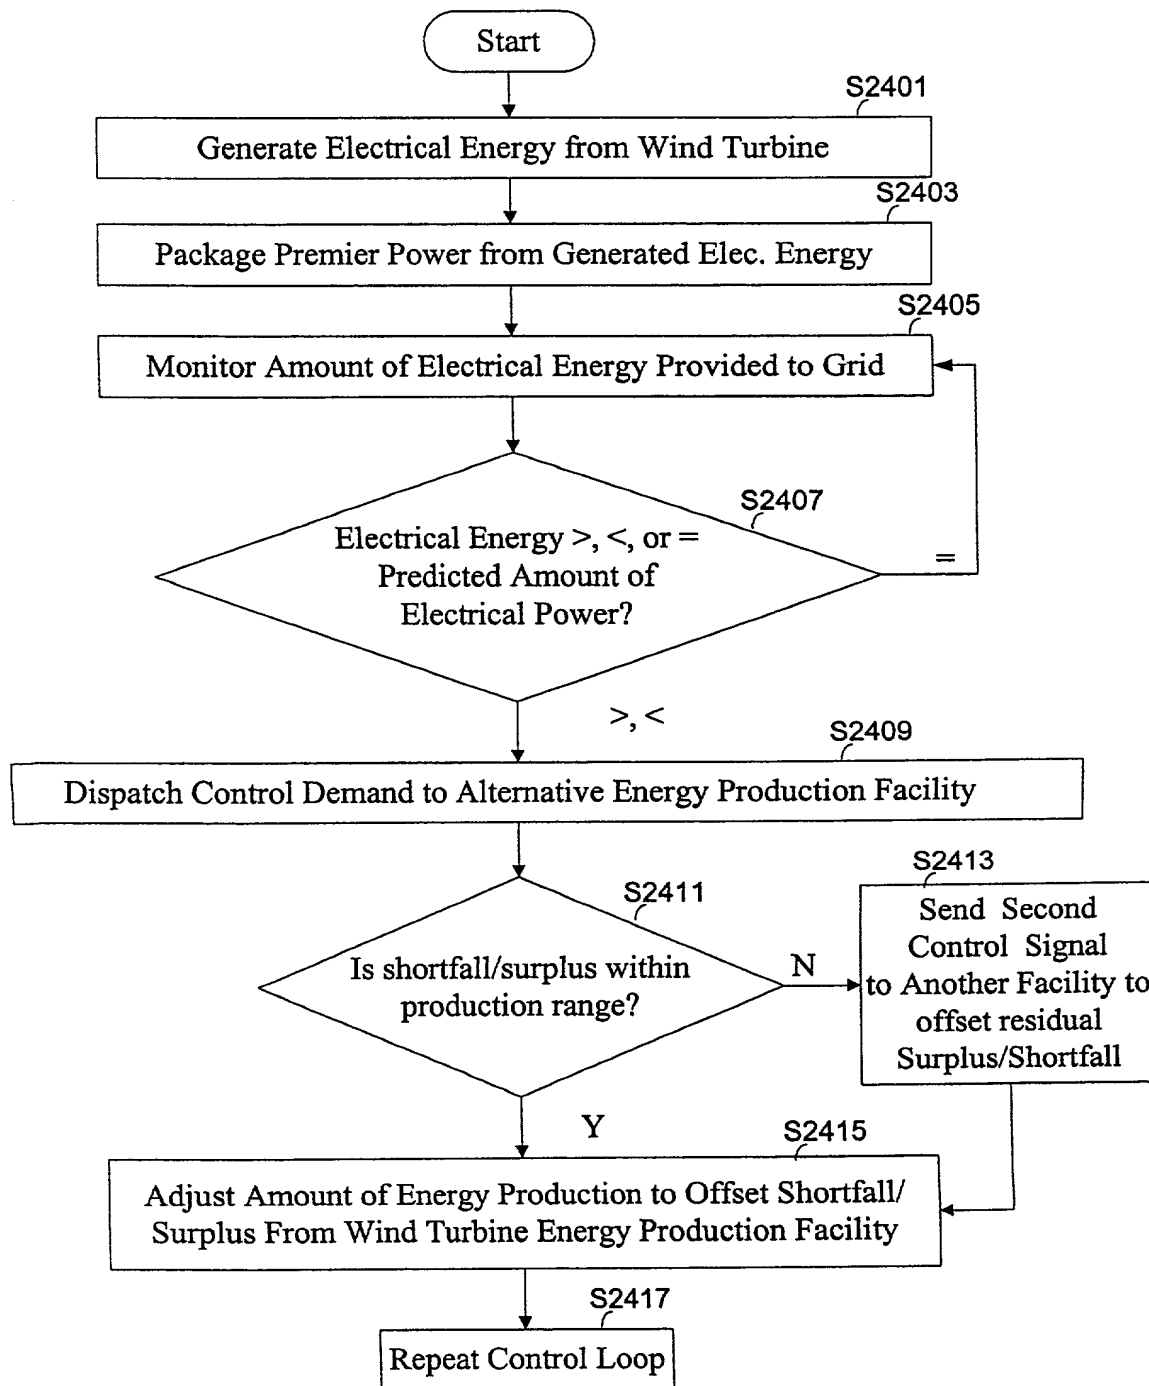 Start
S2401
Generate Electrical Energy from Wind Turbine
S2403
Package Premier Power from Generated Elec. Energy
S2405
Monitor Amount of Electrical Energy Provided to Grid
S2407
Electrical Energy >, <, or =
Predicted Amount of
Electrical Power?
=
>, <
S2409
Dispatch Control Demand to Alternative Energy Production Facility
S2411
Is shortfall/surplus within
production range?
N
S2413
Send Second
Control Signal
to Another Facility to
offset residual
Surplus/Shortfall
Y
S2415
Adjust Amount of Energy Production to Offset Shortfall/
Surplus From Wind Turbine Energy Production Facility
S2417
Repeat Control Loop